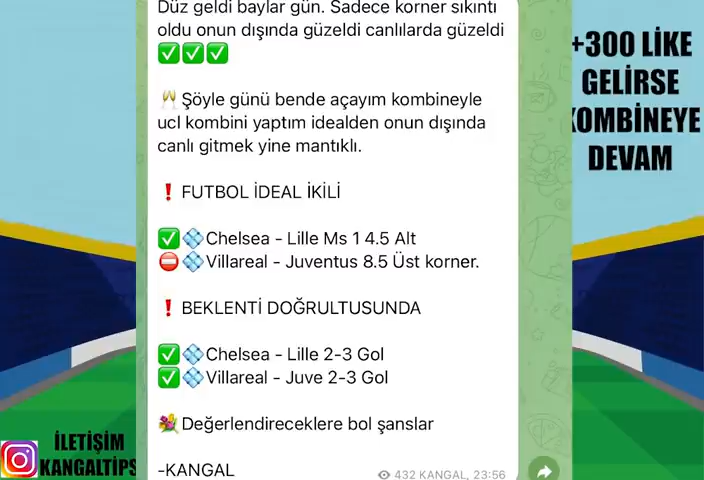 Düz geldi baylar gün. Sadece korner sıkıntı
oldu onun dışında güzeldi canlılarda güzeldi
✅✅✅
🥂Şöyle günü bende açayım kombineyle
ucl kombini yaptım idealden onun dışında
canlı gitmek yine mantıklı.
❗FUTBOL İDEAL İKİLİ
✅💠Chelsea - Lille Ms 1 4.5 Alt
⛔💠Villareal - Juventus 8.5 Üst korner.
❗BEKLENTİ DOĞRULTUSUNDA
✅💠Chelsea - Lille 2-3 Gol
✅💠Villareal - Juve 2-3 Gol
💐Değerlendireceklere bol şanslar
-KANGAL
432 KANGAL, 23:56
+300 LİKE
GELİRSE
KOMBİNEYE
DEVAM
İLETİŞİM
KANGALTİPS